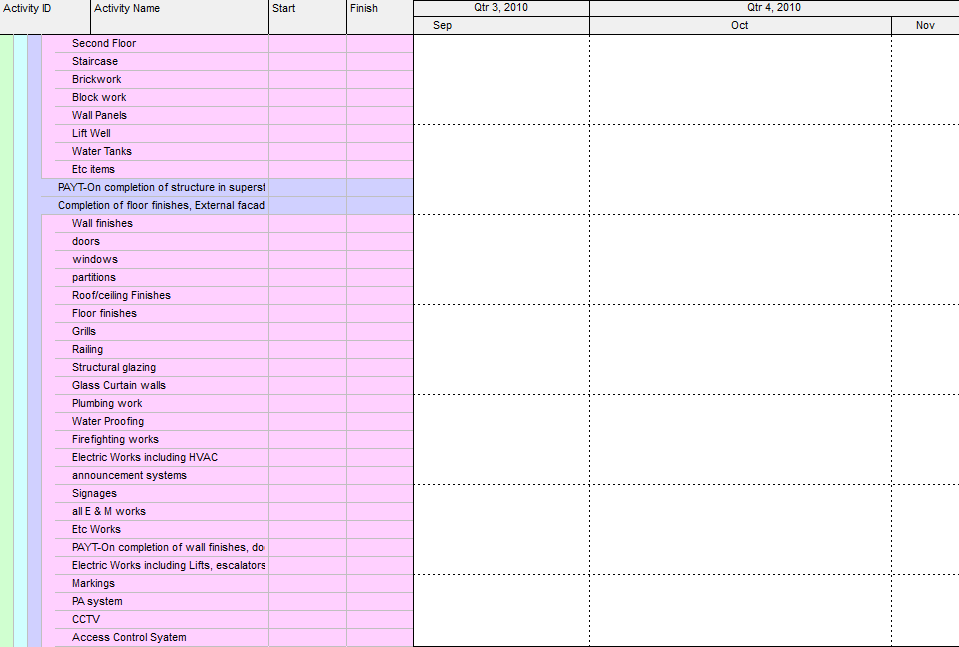 Activity ID Activity Name Start Finish Qtr 3, 2010 Qtr 4, 2010
Sep Oct Nov
Second Floor
Staircase
Brickwork
Block work
Wall Panels
Lift Well
Water Tanks
Etc items
PAYT-On completion of structure in superst
Completion of floor finishes, External facad
Wall finishes
doors
windows
partitions
Roof/ceiling Finishes
Floor finishes
Grills
Railing
Structural glazing
Glass Curtain walls
Plumbing work
Water Proofing
Firefighting works
Electric Works including HVAC
announcement systems
Signages
all E & M works
Etc Works
PAYT-On completion of wall finishes, do
Electric Works including Lifts, escalators
Markings
PA system
CCTV
Access Control Syatem